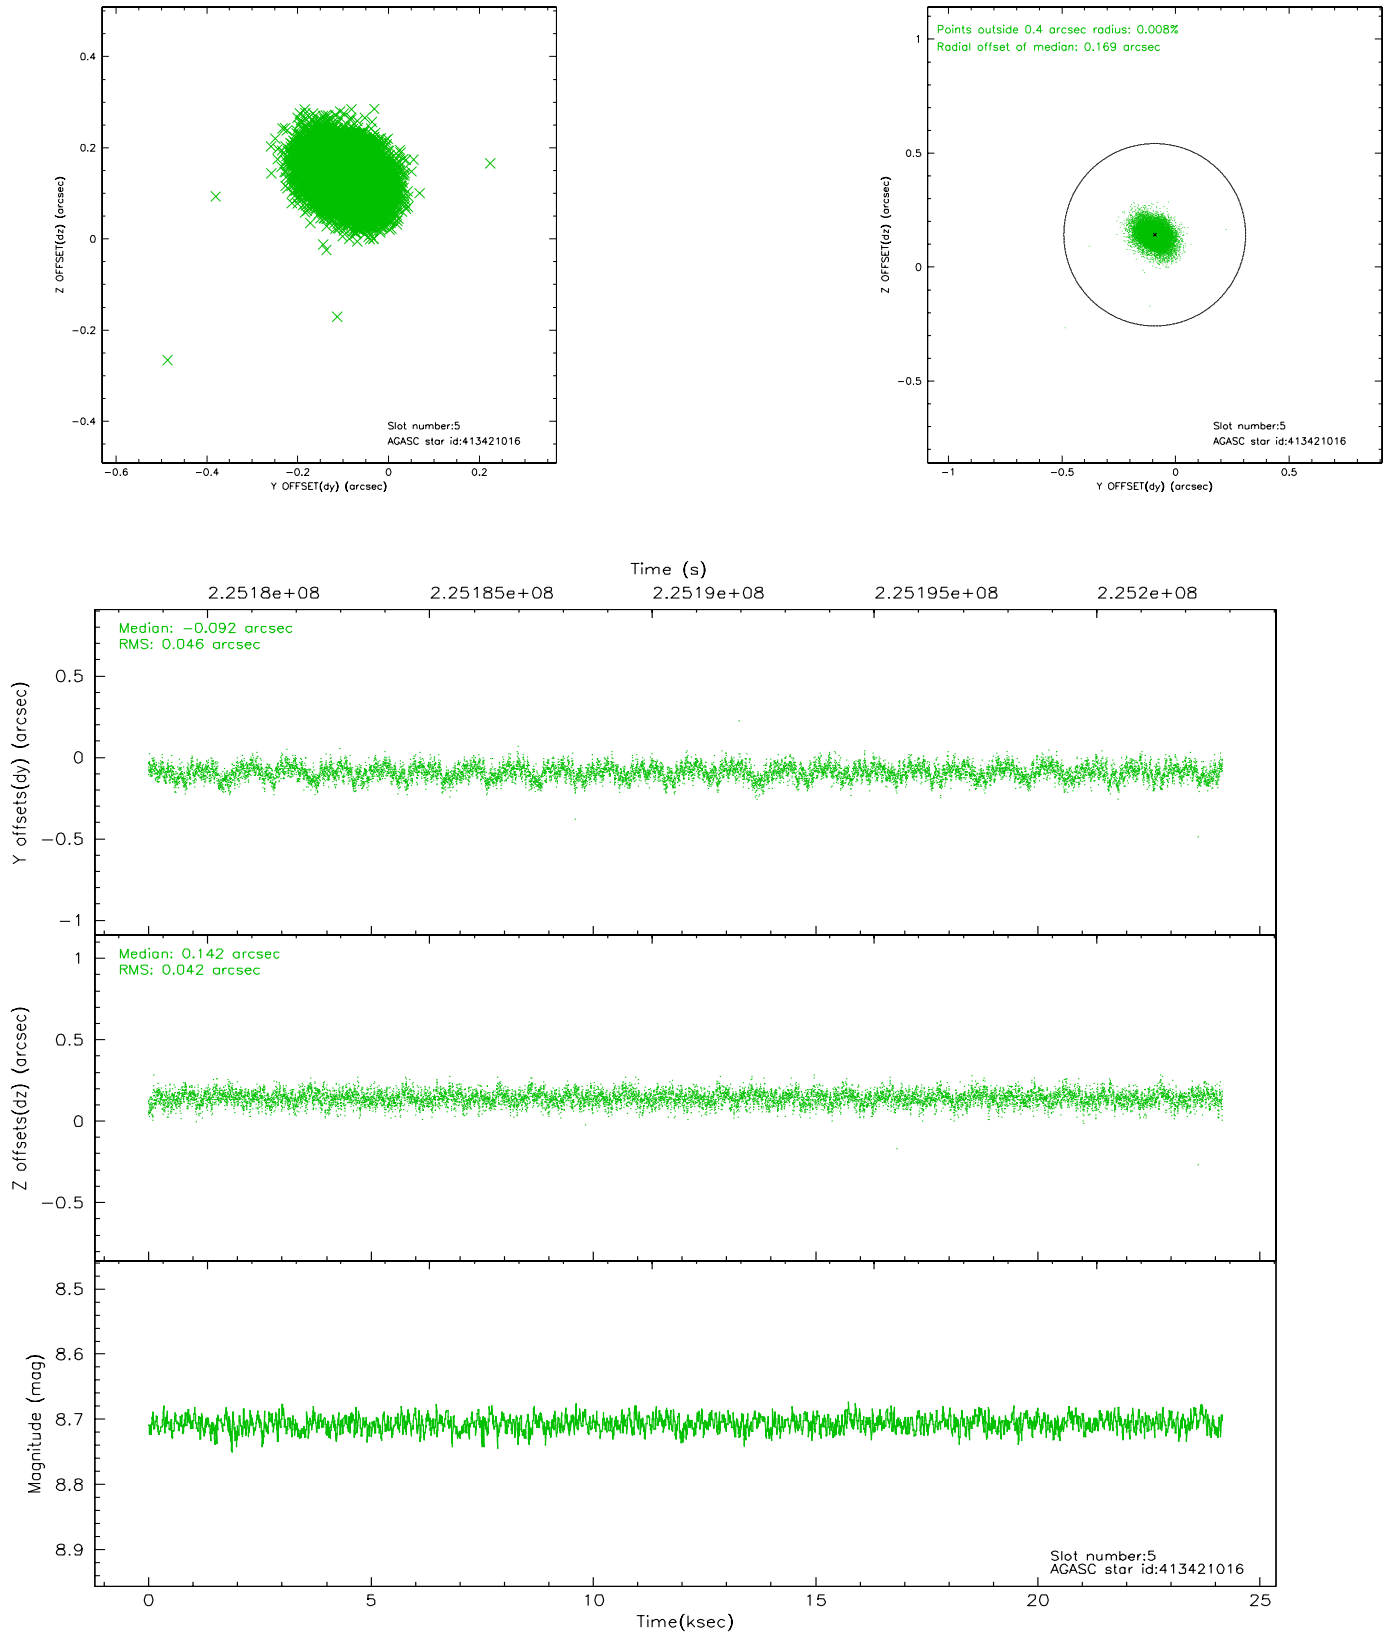 0.4
0.2
0
−0.2
−0.4
Z OFFSET(dz) (arcsec)
−0.6
−0.4
−0.2
0
0.2
Y OFFSET(dy) (arcsec)
Slot number:5
AGASC star id:413421016
Points outside 0.4 arcsec radius: 0.008%
Radial offset of median: 0.169 arcsec
1
0.5
0
−0.5
Z OFFSET(dz) (arcsec)
−1
−0.5
0
0.5
Y OFFSET(dy) (arcsec)
Slot number:5
AGASC star id:413421016
Time (s)
2.2518e+08
2.25185e+08
2.2519e+08
2.25195e+08
2.252e+08
Median: −0.092 arcsec
RMS: 0.046 arcsec
0.5
0
−0.5
−1
Y offsets(dy) (arcsec)
Median: 0.142 arcsec
RMS: 0.042 arcsec
1
0.5
0
−0.5
Z offsets(dz) (arcsec)
8.5
8.6
8.7
8.8
8.9
Magnitude (mag)
Slot number:5
AGASC star id:413421016
0
5
10
15
20
25
Time(ksec)